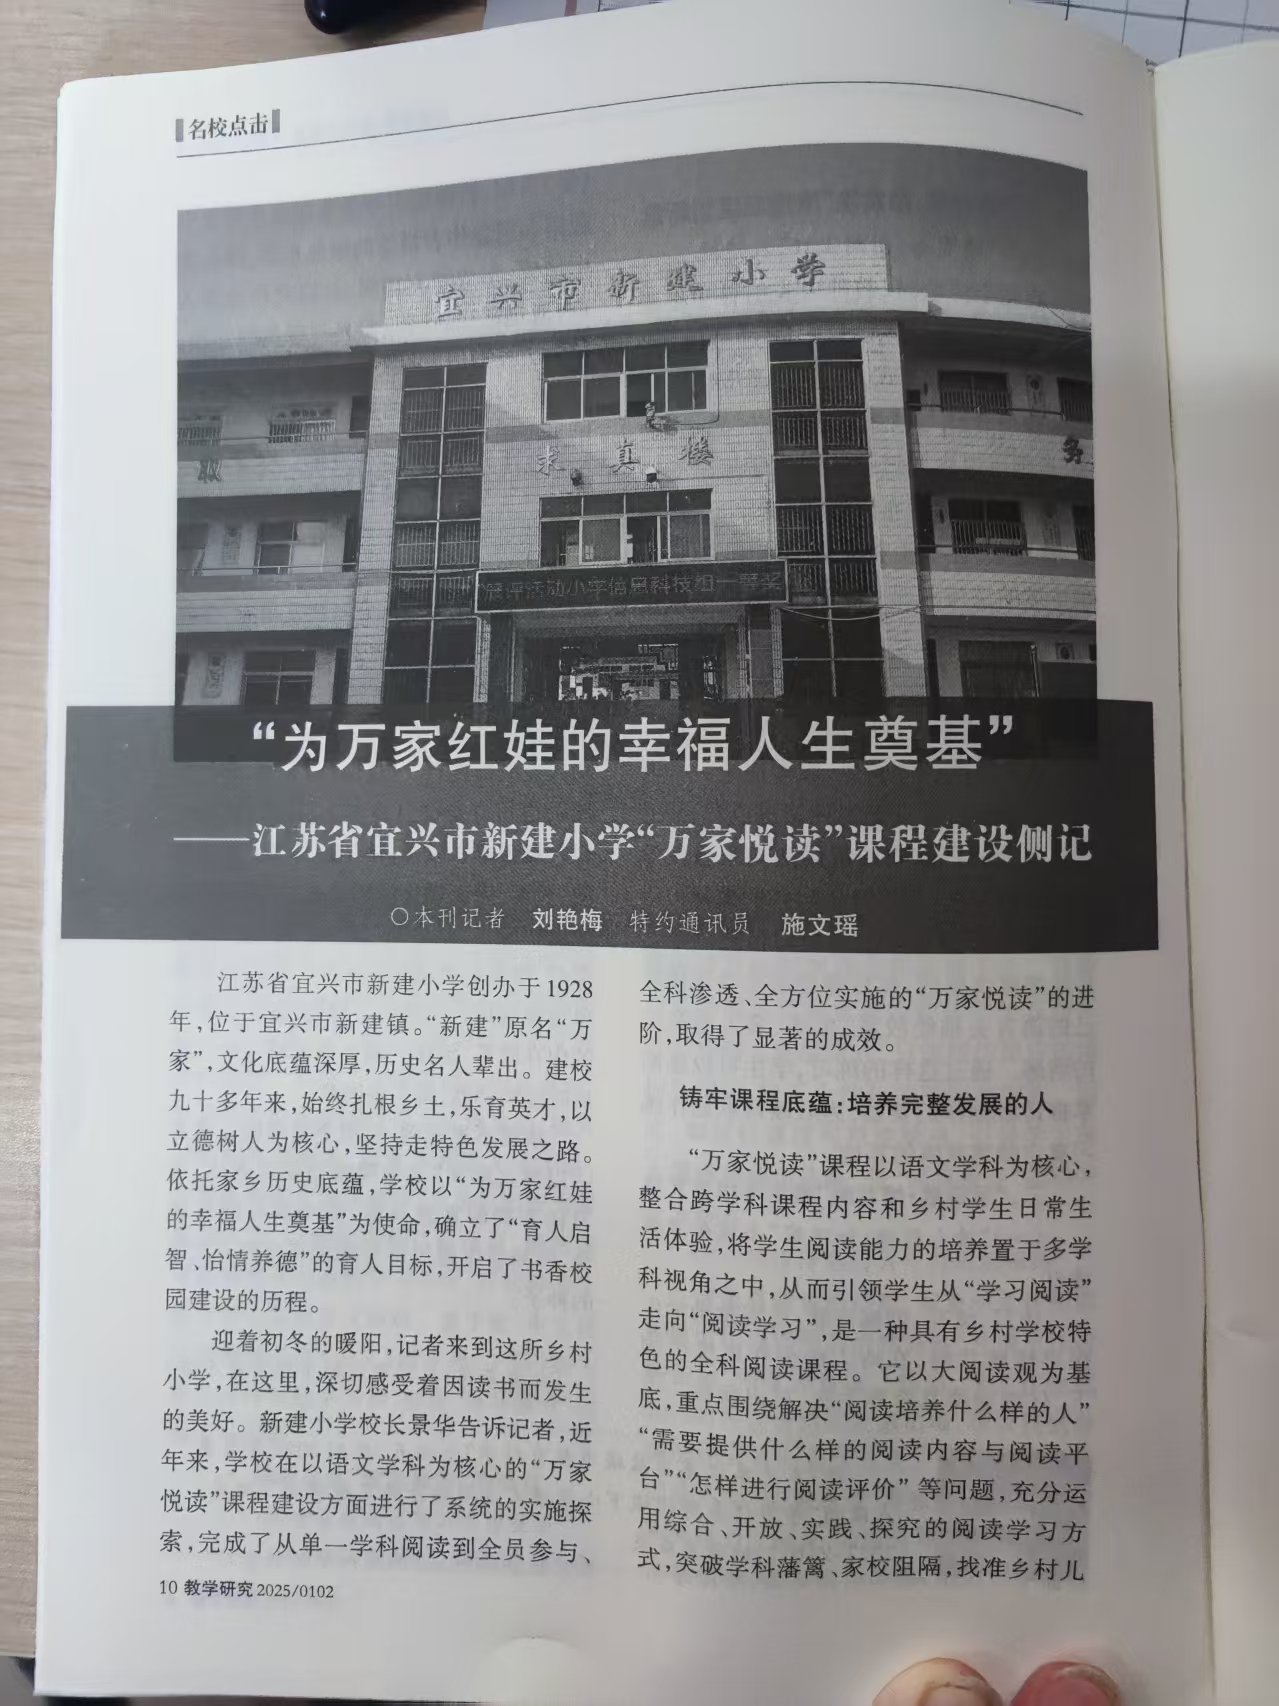 名校点击
宜兴市新建小学
求真楼
务
展评活动小学信息科技组一等奖
“为万家红娃的幸福人生奠基”
——江苏省宜兴市新建小学“万家悦读”课程建设侧记
○本刊记者 刘艳梅 特约通讯员 施文瑶
江苏省宜兴市新建小学创办于1928
年，位于宜兴市新建镇。“新建”原名“万
家”，文化底蕴深厚，历史名人辈出。建校
九十多年来，始终扎根乡土，乐育英才，以
立德树人为核心，坚持走特色发展之路。
依托家乡历史底蕴，学校以“为万家红娃
的幸福人生奠基”为使命，确立了“育人启
智、怡情养德”的育人目标，开启了书香校
园建设的历程。
迎着初冬的暖阳，记者来到这所乡村
小学，在这里，深切感受着因读书而发生
的美好。新建小学校长景华告诉记者，近
年来，学校在以语文学科为核心的“万家
悦读”课程建设方面进行了系统的实施探
索，完成了从单一学科阅读到全员参与、
全科渗透、全方位实施的“万家悦读”的进
阶，取得了显著的成效。
铸牢课程底蕴：培养完整发展的人
“万家悦读”课程以语文学科为核心，
整合跨学科课程内容和乡村学生日常生
活体验，将学生阅读能力的培养置于多学
科视角之中，从而引领学生从“学习阅读”
走向“阅读学习”，是一种具有乡村学校特
色的全科阅读课程。它以大阅读观为基
底，重点围绕解决“阅读培养什么样的人”
“需要提供什么样的阅读内容与阅读平
台”“怎样进行阅读评价”等问题，充分运
用综合、开放、实践、探究的阅读学习方
式，突破学科藩篱、家校阻隔，找准乡村儿
10 教学研究 2025/0102